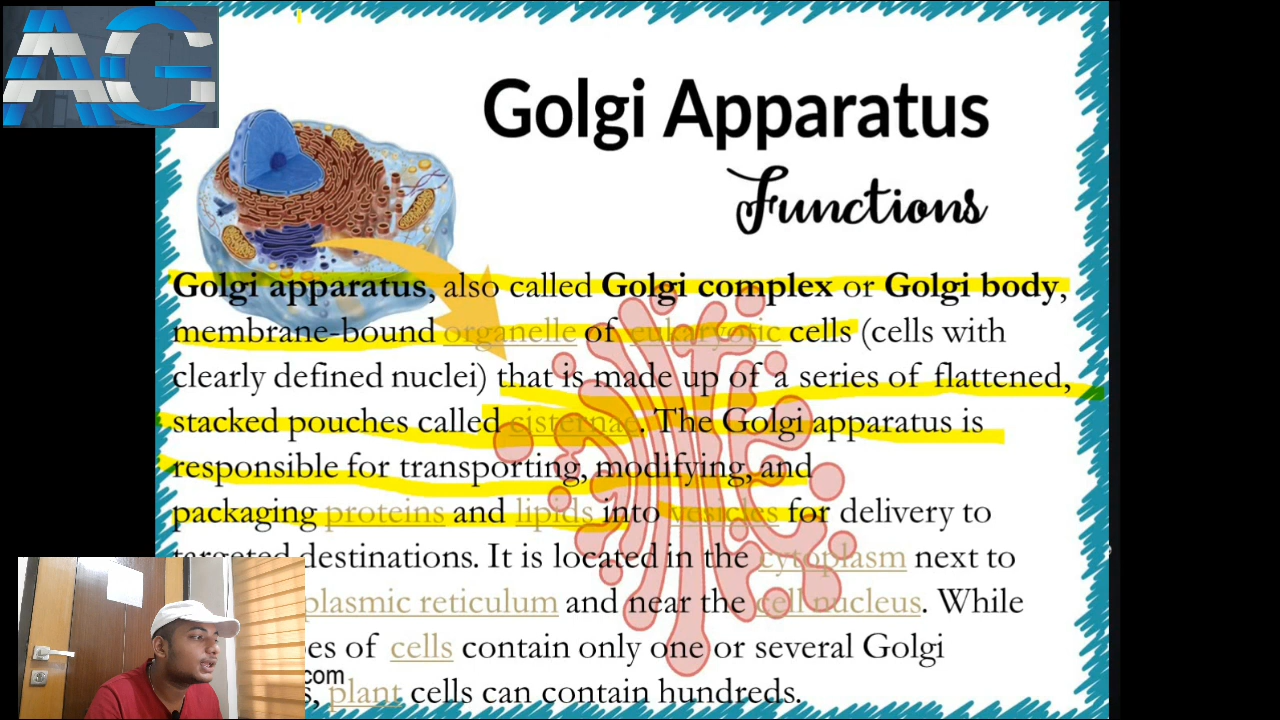 AG
Golgi Apparatus
Functions
Golgi apparatus, also called Golgi complex or Golgi body,
membrane-bound organelle of eukaryotic cells (cells with
clearly defined nuclei) that is made up of a series of flattened,
stacked pouches called cisternae. The Golgi apparatus is
responsible for transporting, modifying, and
packaging proteins and lipids into vesicles for delivery to
targeted destinations. It is located in the cytoplasm next to
plasmic reticulum and near the cell nucleus. While
es of cells contain only one or several Golgi
com
, plant cells can contain hundreds.